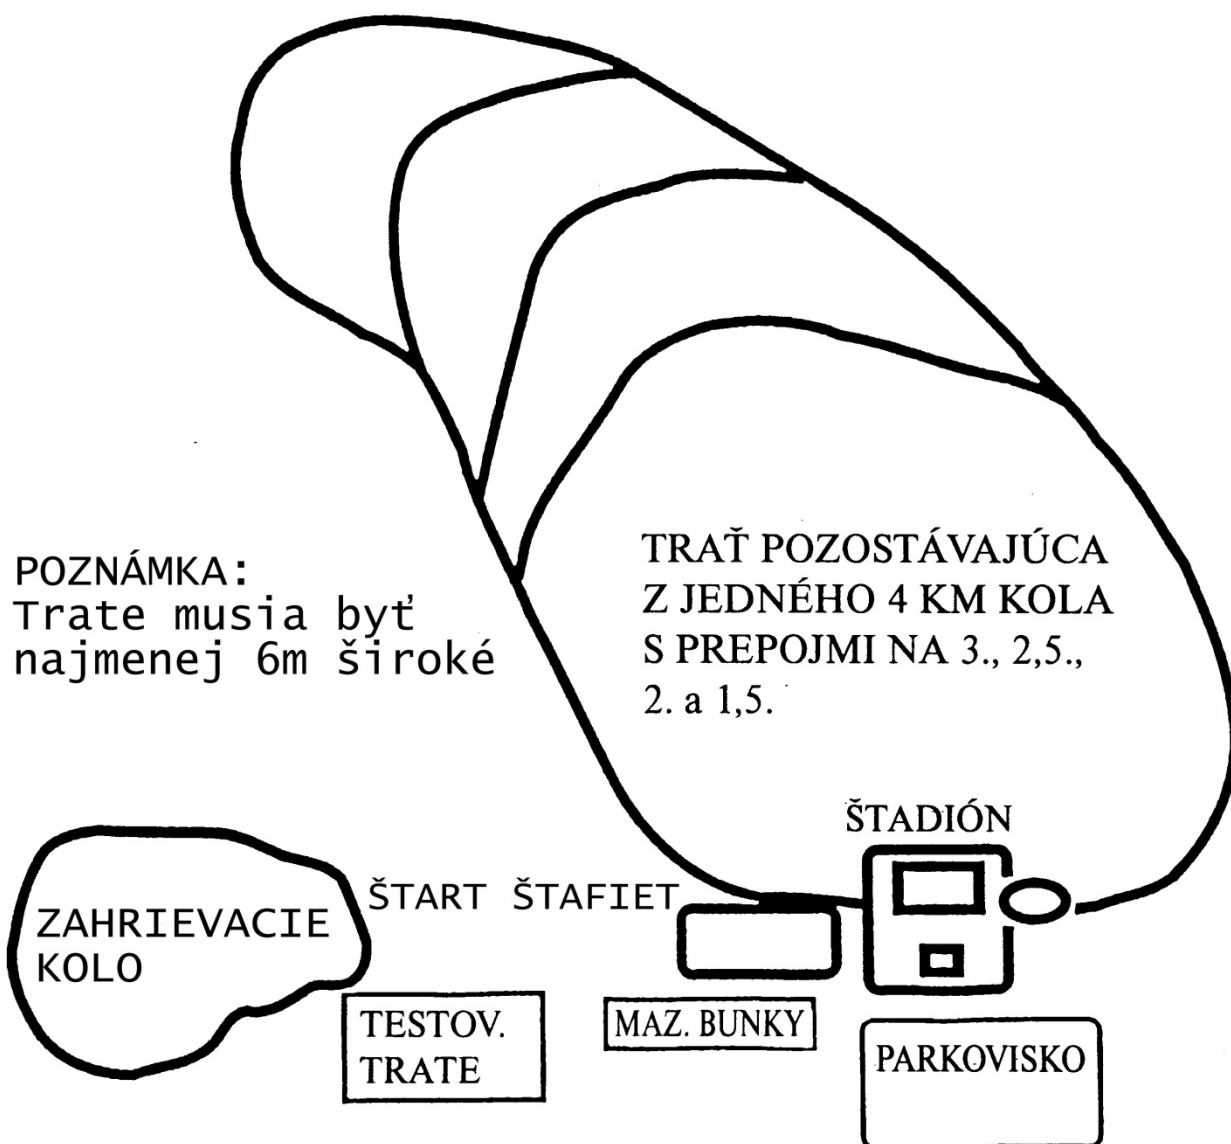 TRAŤ POZOSTÁVAJÚCA
Z JEDNÉHO 4 KM KOLA
S PREPOJMI NA 3., 2,5.,
2. a 1,5.
POZNÁMKA:
Trate musia byť
najmenej 6m široké
ŠTADIÓN
ŠTART ŠTAFIET
ZAHRIEVACIE
KOLO
TESTOV.
TRATE
MAZ. BUNKY
PARKOVISKO